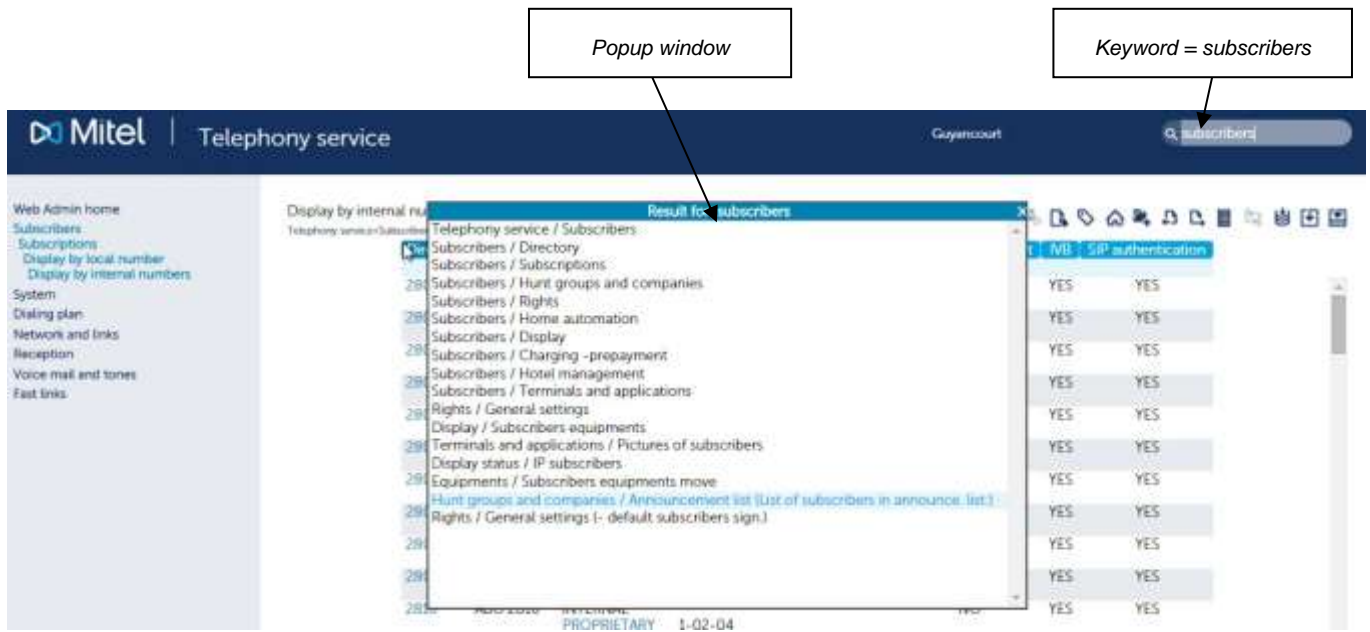 Popup window
Keyword = subscribers
Mitel | Telephony service
Guyancourt
subscribers
Web Admin home
Subscribers
Subscriptions
Display by local number
Display by internal numbers
System
Dialing plan
Network and links
Reception
Voice mail and tones
Fast links
Display by internal nu
Result for subscribers
Telephony service / Subscribers
Subscribers / Directory
Subscribers / Subscriptions
Subscribers / Hunt groups and companies
Subscribers / Rights
Subscribers / Home automation
Subscribers / Display
Subscribers / Charging -prepayment
Subscribers / Hotel management
Subscribers / Terminals and applications
Rights / General settings
Display / Subscribers equipments
Terminals and applications / Pictures of subscribers
Display status / IP subscribers
Equipments / Subscribers equipments move
Hunt groups and companies / Announcement list (List of subscribers in announce. list.)
Rights / General settings (- default subscribers sign.)
IVB SIP authentication
YES YES
YES YES
YES YES
YES YES
YES YES
YES YES
YES YES
YES YES
YES YES
YES YES
YES YES
PROPRIETARY 1-02-04